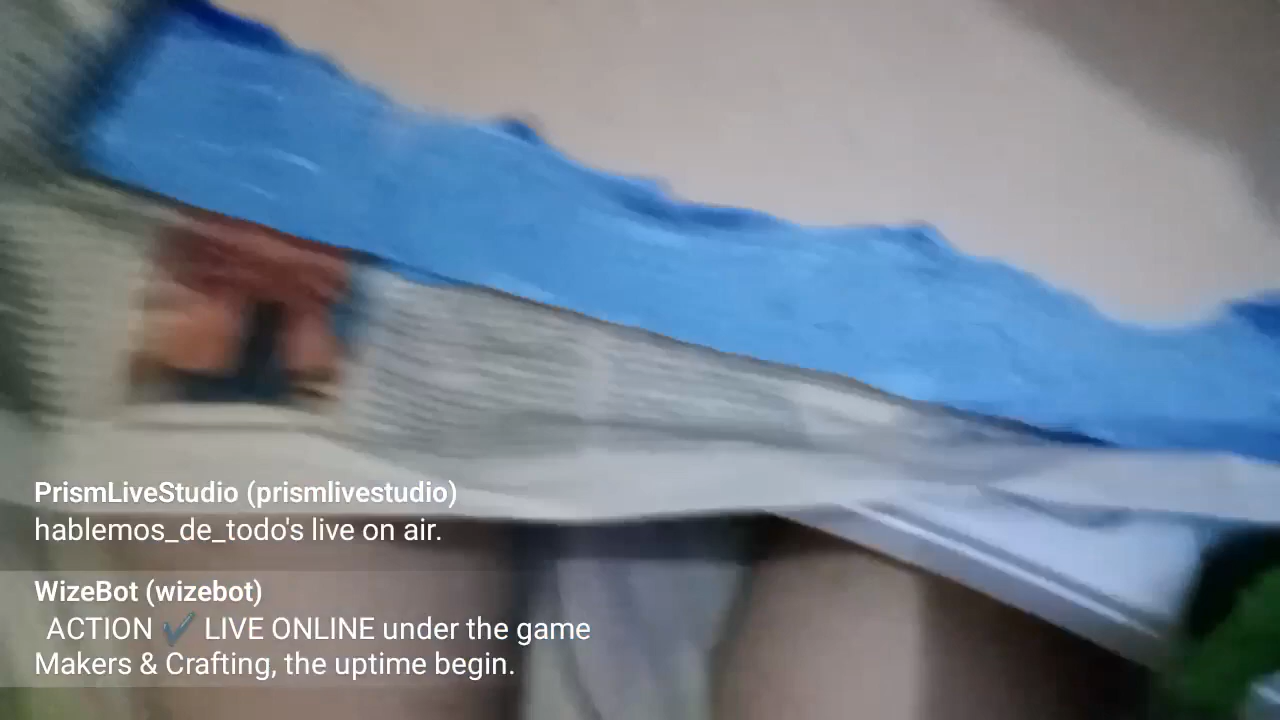 PrismLiveStudio (prismlivestudio)
hablemos_de_todo's live on air.
WizeBot (wizebot)
ACTION ✔ LIVE ONLINE under the game
Makers & Crafting, the uptime begin.